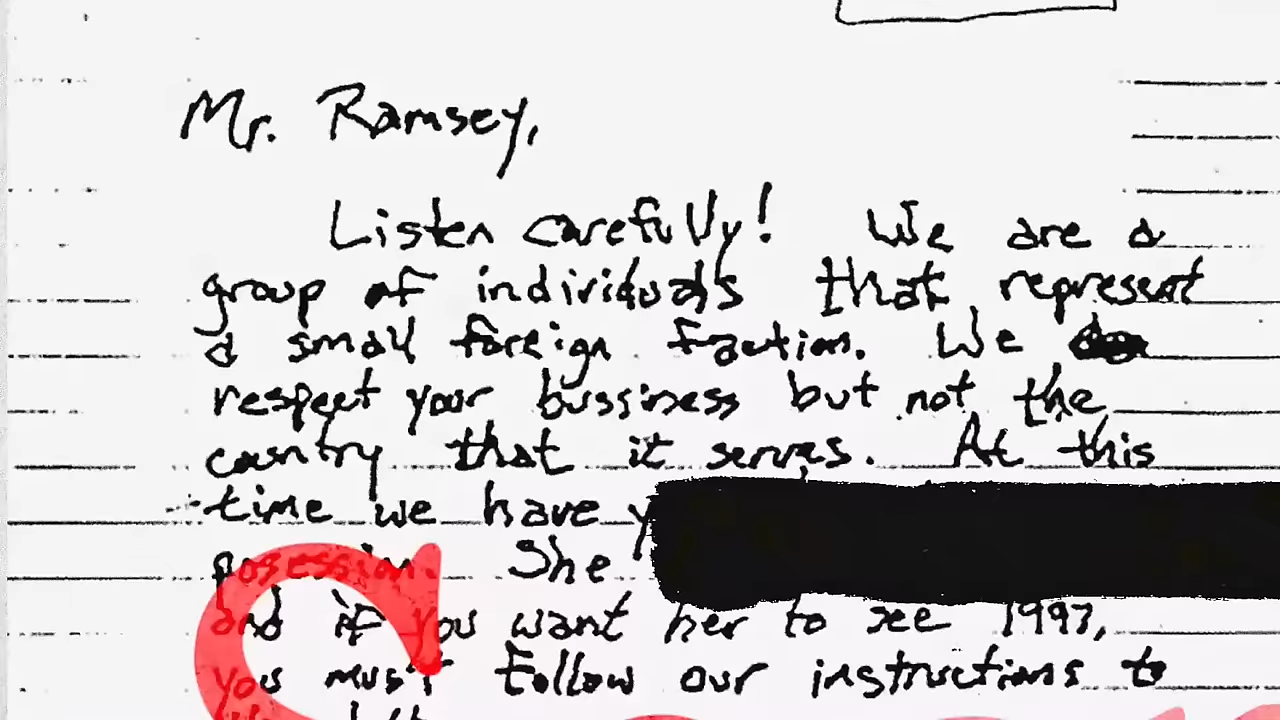 Mr. Ramsey,
Listen carefully! We are a
group of individuals that represent
a small foreign faction. We
respect your bussiness but not the
country that it serves. At this
time we have
posession. She
and if you want her to see 1997,
you must follow our instructions to